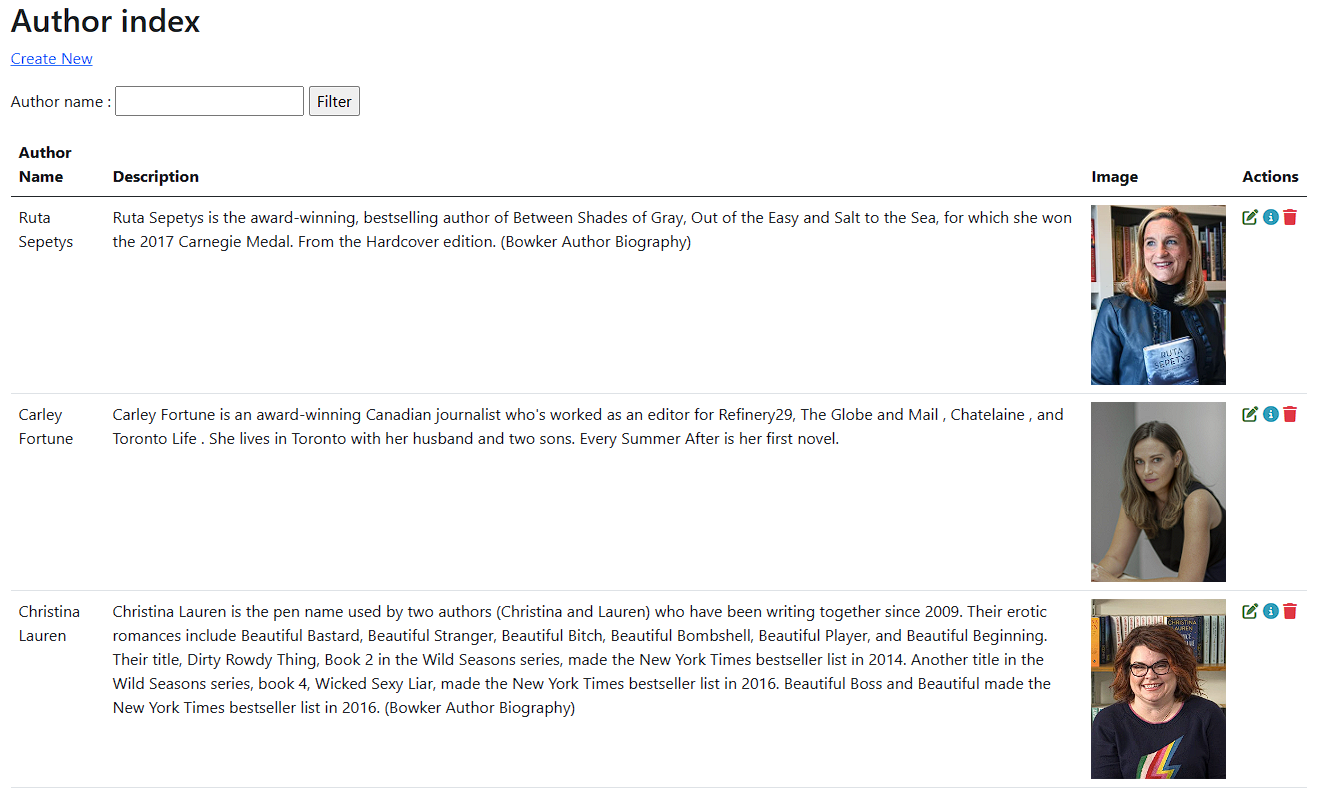 Author index
Create New
Author name :
Filter
Author
Name
Description
Image
Actions
Ruta
Sepetys
Ruta Sepetys is the award-winning, bestselling author of Between Shades of Gray, Out of the Easy and Salt to the Sea, for which she won
the 2017 Carnegie Medal. From the Hardcover edition. (Bowker Author Biography)
RUTA
SEPETYS
Carley
Fortune
Carley Fortune is an award-winning Canadian journalist who's worked as an editor for Refinery29, The Globe and Mail , Chatelaine , and
Toronto Life . She lives in Toronto with her husband and two sons. Every Summer After is her first novel.
Christina
Lauren
Christina Lauren is the pen name used by two authors (Christina and Lauren) who have been writing together since 2009. Their erotic
romances include Beautiful Bastard, Beautiful Stranger, Beautiful Bitch, Beautiful Bombshell, Beautiful Player, and Beautiful Beginning.
Their title, Dirty Rowdy Thing, Book 2 in the Wild Seasons series, made the New York Times bestseller list in 2014. Another title in the
Wild Seasons series, book 4, Wicked Sexy Liar, made the New York Times bestseller list in 2016. Beautiful Boss and Beautiful made the
New York Times bestseller list in 2016. (Bowker Author Biography)
CHRISTINA
LAUREN